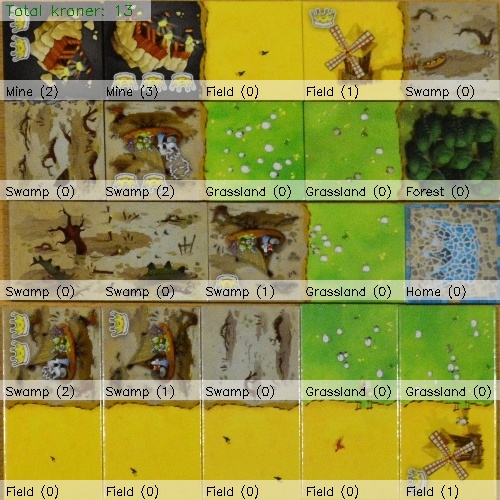 Total kroner: 13
Mine (2) Mine (3) Field (0) Field (1) Swamp (0)
Swamp (0) Swamp (2) Grassland (0) Grassland (0) Forest (0)
Swamp (0) Swamp (0) Swamp (1) Grassland (0) Home (0)
Swamp (2) Swamp (1) Swamp (0) Grassland (0) Grassland (0)
Field (0) Field (0) Field (0) Field (0) Field (1)